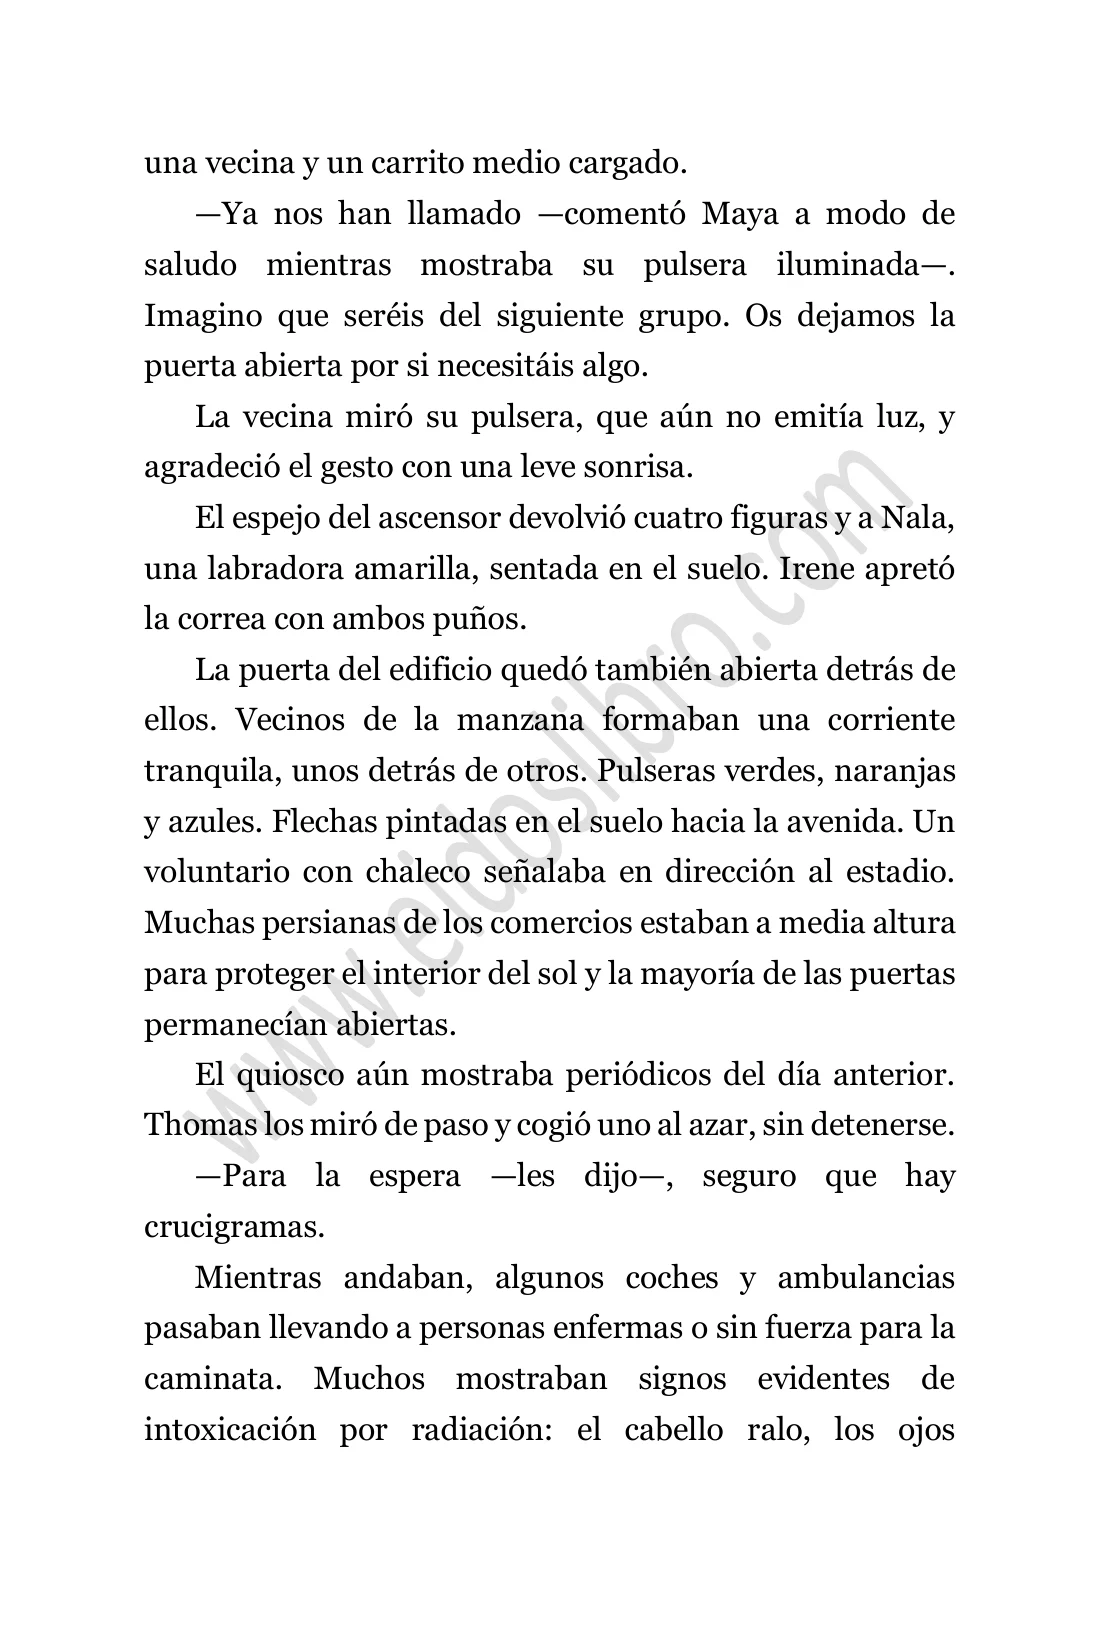 una vecina y un carrito medio cargado.
—Ya nos han llamado —comentó Maya a modo de
saludo mientras mostraba su pulsera iluminada—.
Imagino que seréis del siguiente grupo. Os dejamos la
puerta abierta por si necesitáis algo.
La vecina miró su pulsera, que aún no emitía luz, y
agradeció el gesto con una leve sonrisa.
El espejo del ascensor devolvió cuatro figuras y a Nala,
una labradora amarilla, sentada en el suelo. Irene apretó
la correa con ambos puños.
La puerta del edificio quedó también abierta detrás de
ellos. Vecinos de la manzana formaban una corriente
tranquila, unos detrás de otros. Pulseras verdes, naranjas
y azules. Flechas pintadas en el suelo hacia la avenida. Un
voluntario con chaleco señalaba en dirección al estadio.
Muchas persianas de los comercios estaban a media altura
para proteger el interior del sol y la mayoría de las puertas
permanecían abiertas.
El quiosco aún mostraba periódicos del día anterior.
Thomas los miró de paso y cogió uno al azar, sin detenerse.
—Para la espera —les dijo—, seguro que hay
crucigramas.
Mientras andaban, algunos coches y ambulancias
pasaban llevando a personas enfermas o sin fuerza para la
caminata. Muchos mostraban signos evidentes de
intoxicación por radiación: el cabello ralo, los ojos
www.eldoslibro.com